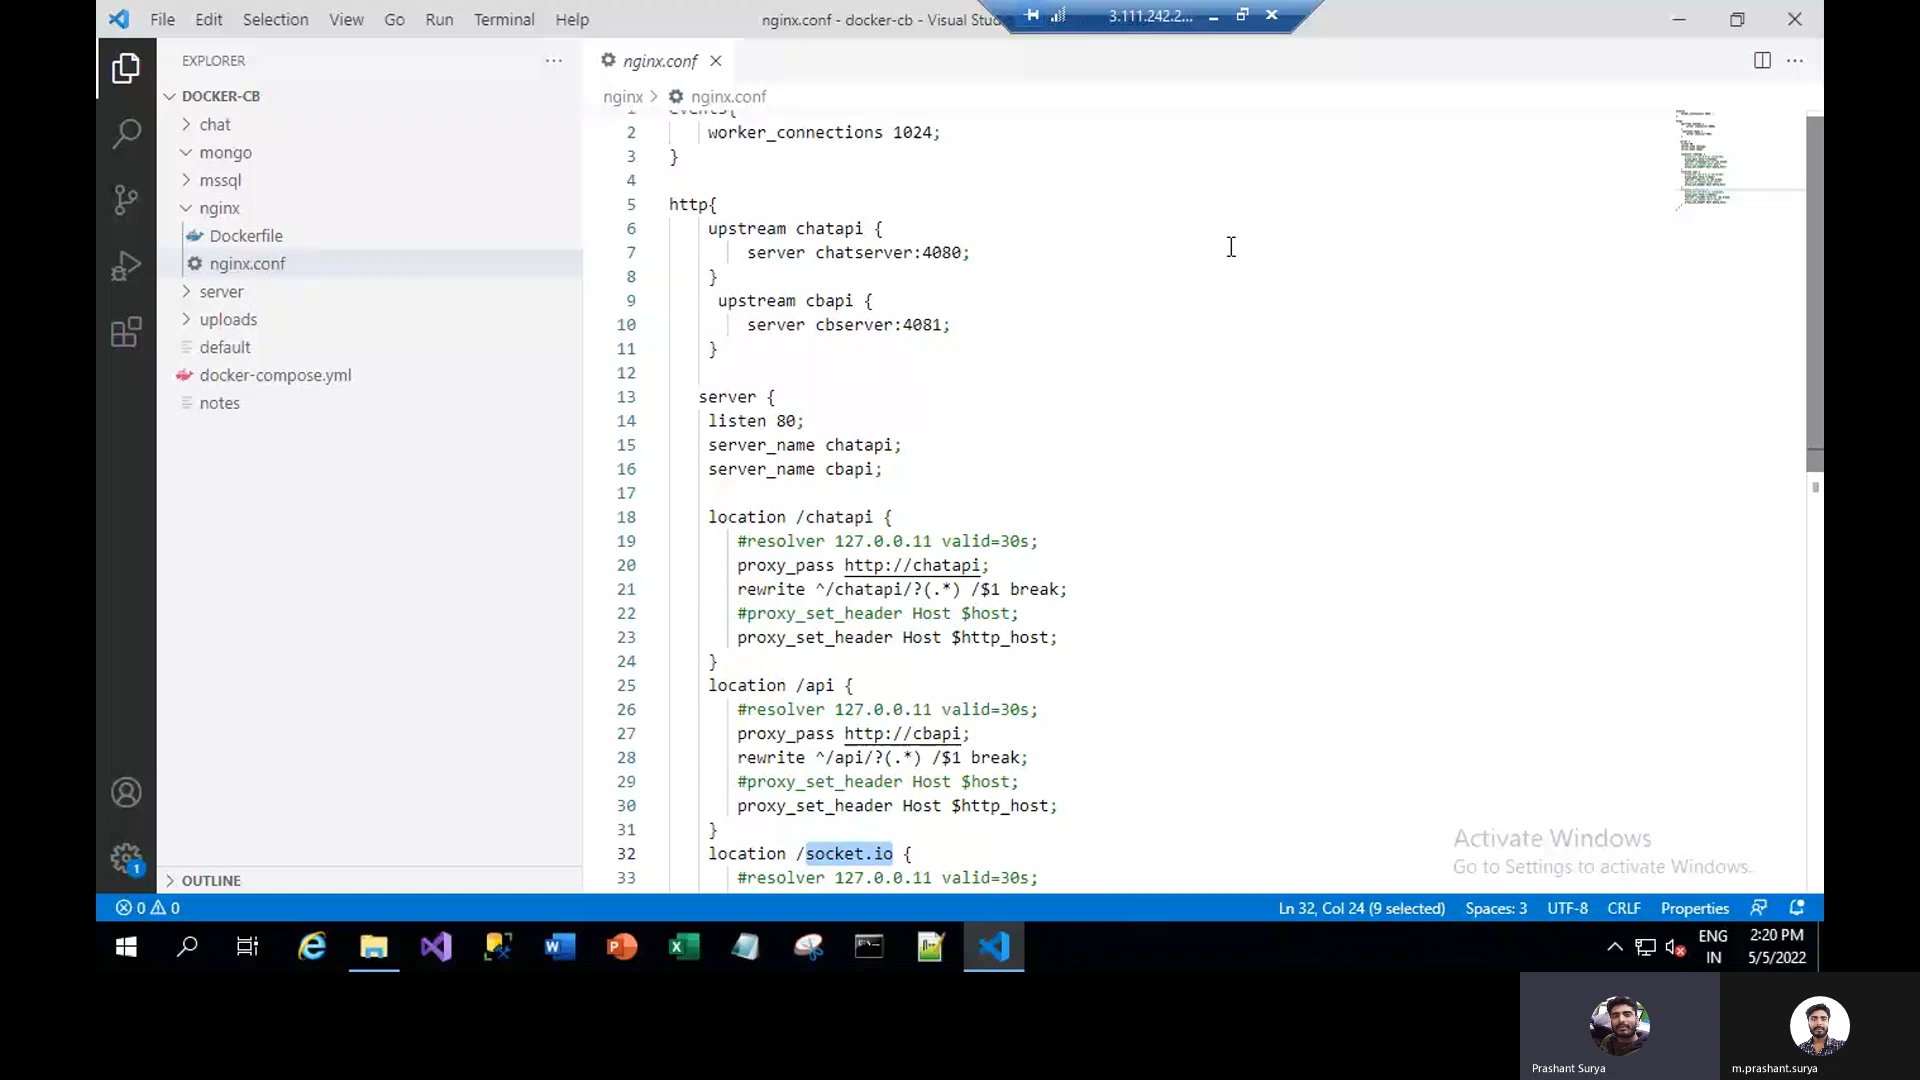 File Edit Selection View Go Run Terminal Help
nginx.conf - docker-cb - Visual Stud
3.111.242.2...
EXPLORER
nginx.conf
DOCKER-CB
chat
mongo
mssql
nginx
Dockerfile
nginx.conf
server
uploads
default
docker-compose.yml
notes
OUTLINE
nginx > nginx.conf
1 events{
2 worker_connections 1024;
3 }
4
5 http{
6 upstream chatapi {
7 server chatserver:4080;
8 }
9 upstream cbapi {
10 server cbserver:4081;
11 }
12
13 server {
14 listen 80;
15 server_name chatapi;
16 server_name cbapi;
17
18 location /chatapi {
19 #resolver 127.0.0.11 valid=30s;
20 proxy_pass http://chatapi;
21 rewrite ^/chatapi/?(.*) /$1 break;
22 #proxy_set_header Host $host;
23 proxy_set_header Host $http_host;
24 }
25 location /api {
26 #resolver 127.0.0.11 valid=30s;
27 proxy_pass http://cbapi;
28 rewrite ^/api/?(.*) /$1 break;
29 #proxy_set_header Host $host;
30 proxy_set_header Host $http_host;
31 }
32 location /socket.io {
33 #resolver 127.0.0.11 valid=30s;
Activate Windows
Go to Settings to activate Windows.
1
0 0
Ln 32, Col 24 (9 selected) Spaces: 3 UTF-8 CRLF Properties
ENG
IN
2:20 PM
5/5/2022
Prashant Surya
m.prashant.surya